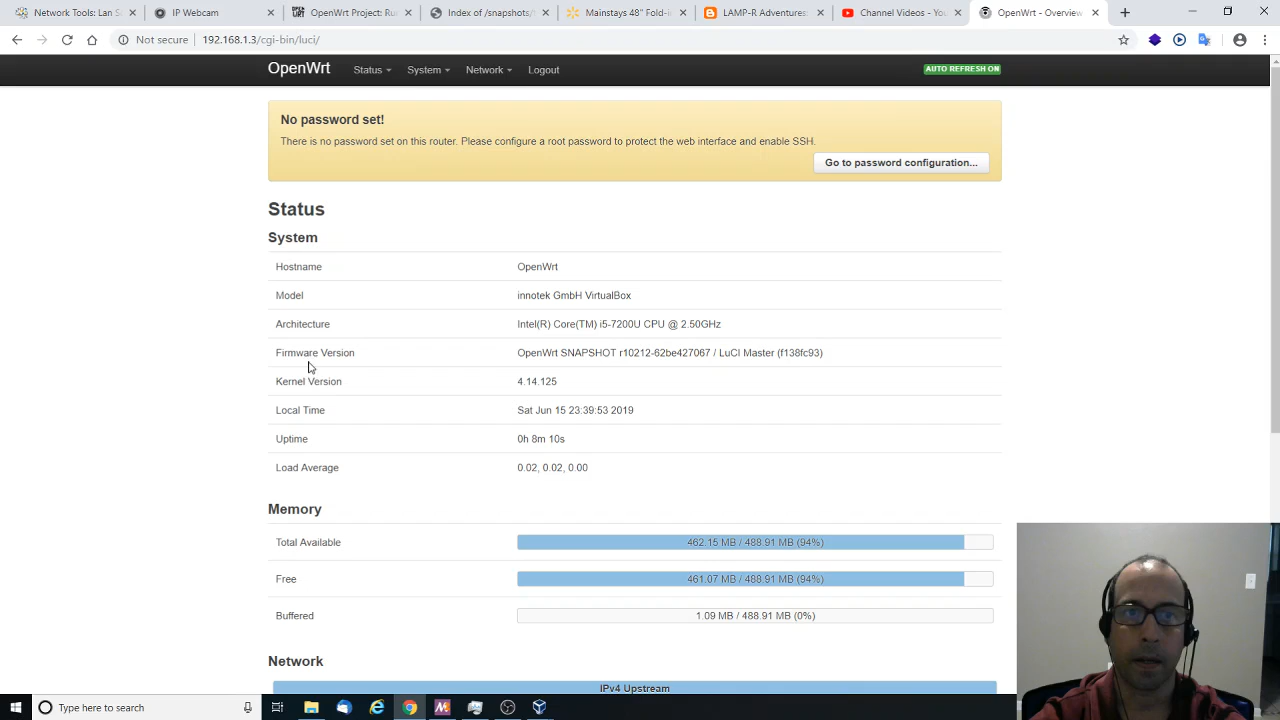 Network Tools: Lan S
IP Webcam
OpenWrt Project: Ru
Index of /snapshots/
Mainstays 48" Fold-in
LAMP-R Adventures:
Channel Videos - You
OpenWrt - Overview
Not secure 192.168.1.3/cgi-bin/luci/
OpenWrt Status System Network Logout AUTO REFRESH ON
No password set!
There is no password set on this router. Please configure a root password to protect the web interface and enable SSH.
Go to password configuration...
Status
System
Hostname OpenWrt
Model innotek GmbH VirtualBox
Architecture Intel(R) Core(TM) i5-7200U CPU @ 2.50GHz
Firmware Version OpenWrt SNAPSHOT r10212-62be427067 / LuCI Master (f138fc93)
Kernel Version 4.14.125
Local Time Sat Jun 15 23:39:53 2019
Uptime 0h 8m 10s
Load Average 0.02, 0.02, 0.00
Memory
Total Available 462.15 MB / 488.91 MB (94%)
Free 461.07 MB / 488.91 MB (94%)
Buffered 1.09 MB / 488.91 MB (0%)
Network
IPv4 Upstream
Type here to search